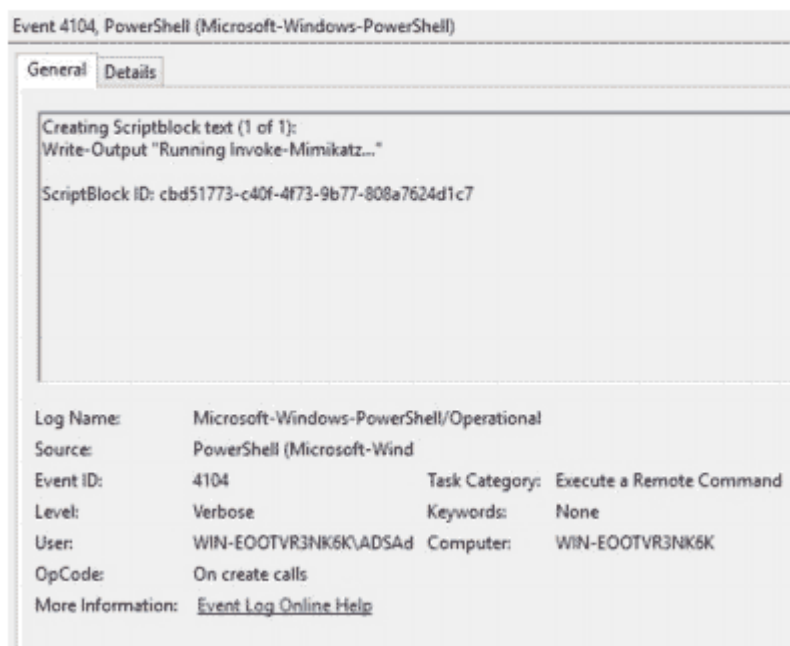 Event 4104, PowerShell (Microsoft-Windows-PowerShell)
General Details
Creating Scriptblock text (1 of 1):
Write-Output "Running Invoke-Mimikatz..."
ScriptBlock ID: cbd51773-c40f-4f73-9b77-808a7624d1c7
Log Name: Microsoft-Windows-PowerShell/Operational
Source: PowerShell (Microsoft-Wind
Event ID: 4104 Task Category: Execute a Remote Command
Level: Verbose Keywords: None
User: WIN-EOOTVR3NK6K\ADSAd Computer: WIN-EOOTVR3NK6K
OpCode: On create calls
More Information: Event Log Online Help